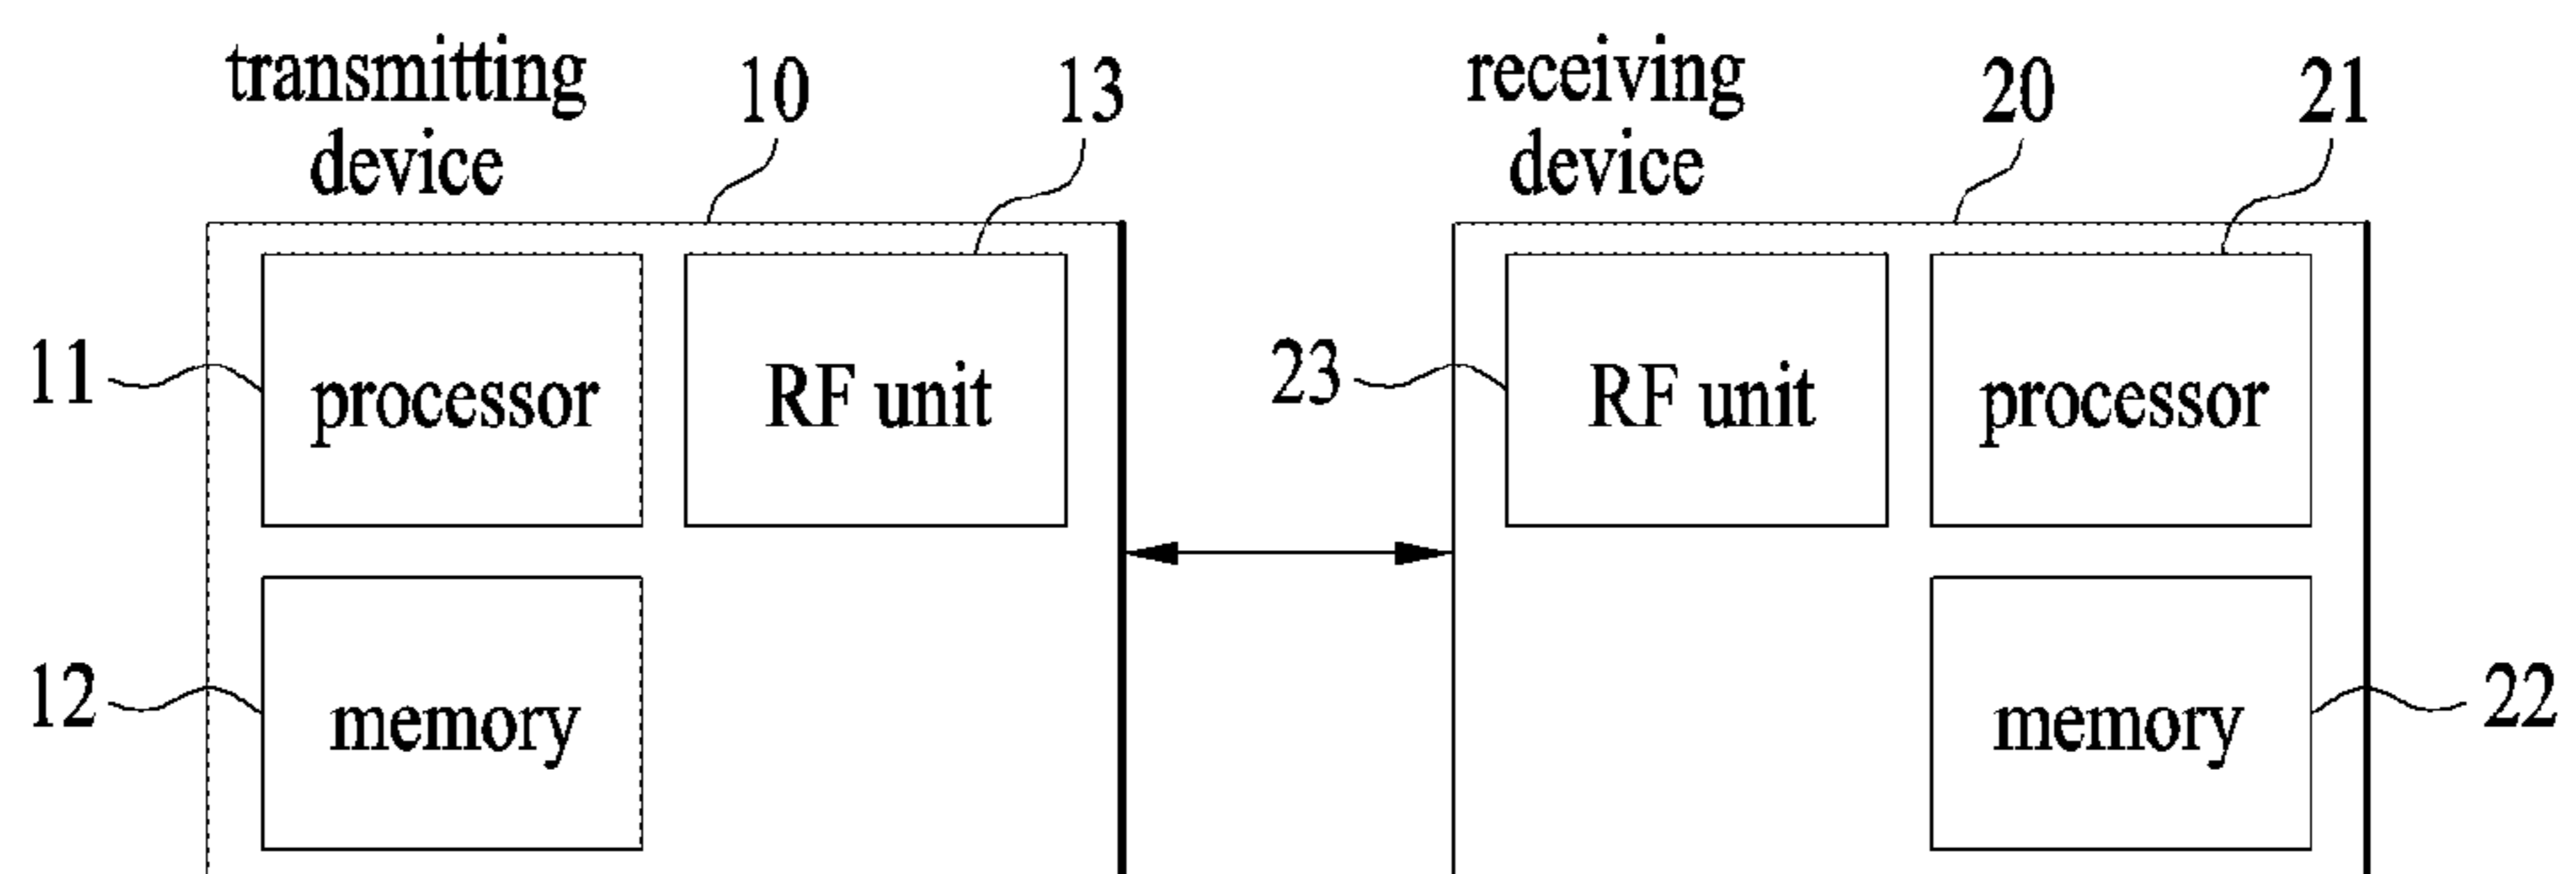 transmitting
device
10
13
receiving
device
20
21
11
processor
RF unit
23
RF unit
processor
12
memory
memory
22